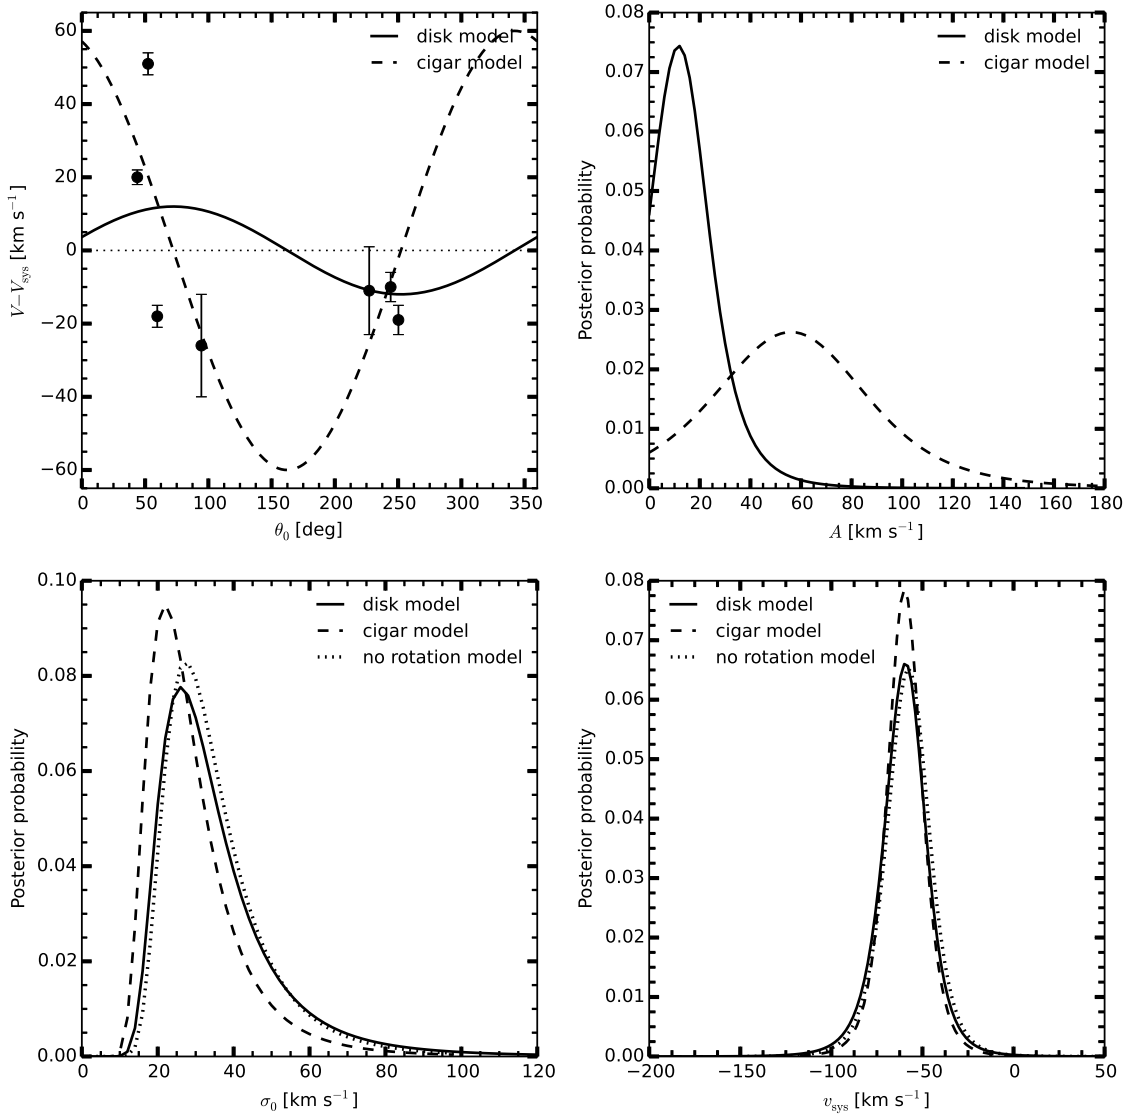 disk model
cigar model
60
40
20
0
−20
−40
−60
V−V_sys [km s⁻¹]
0 50 100 150 200 250 300 350
θ₀ [deg]
disk model
cigar model
0.08
0.07
0.06
0.05
0.04
0.03
0.02
0.01
0.00
Posterior probability
0 20 40 60 80 100 120 140 160 180
A [km s⁻¹]
disk model
cigar model
no rotation model
0.10
0.08
0.06
0.04
0.02
0.00
Posterior probability
0 20 40 60 80 100 120
σ₀ [km s⁻¹]
disk model
cigar model
no rotation model
0.08
0.07
0.06
0.05
0.04
0.03
0.02
0.01
0.00
Posterior probability
−200 −150 −100 −50 0 50
v_sys [km s⁻¹]